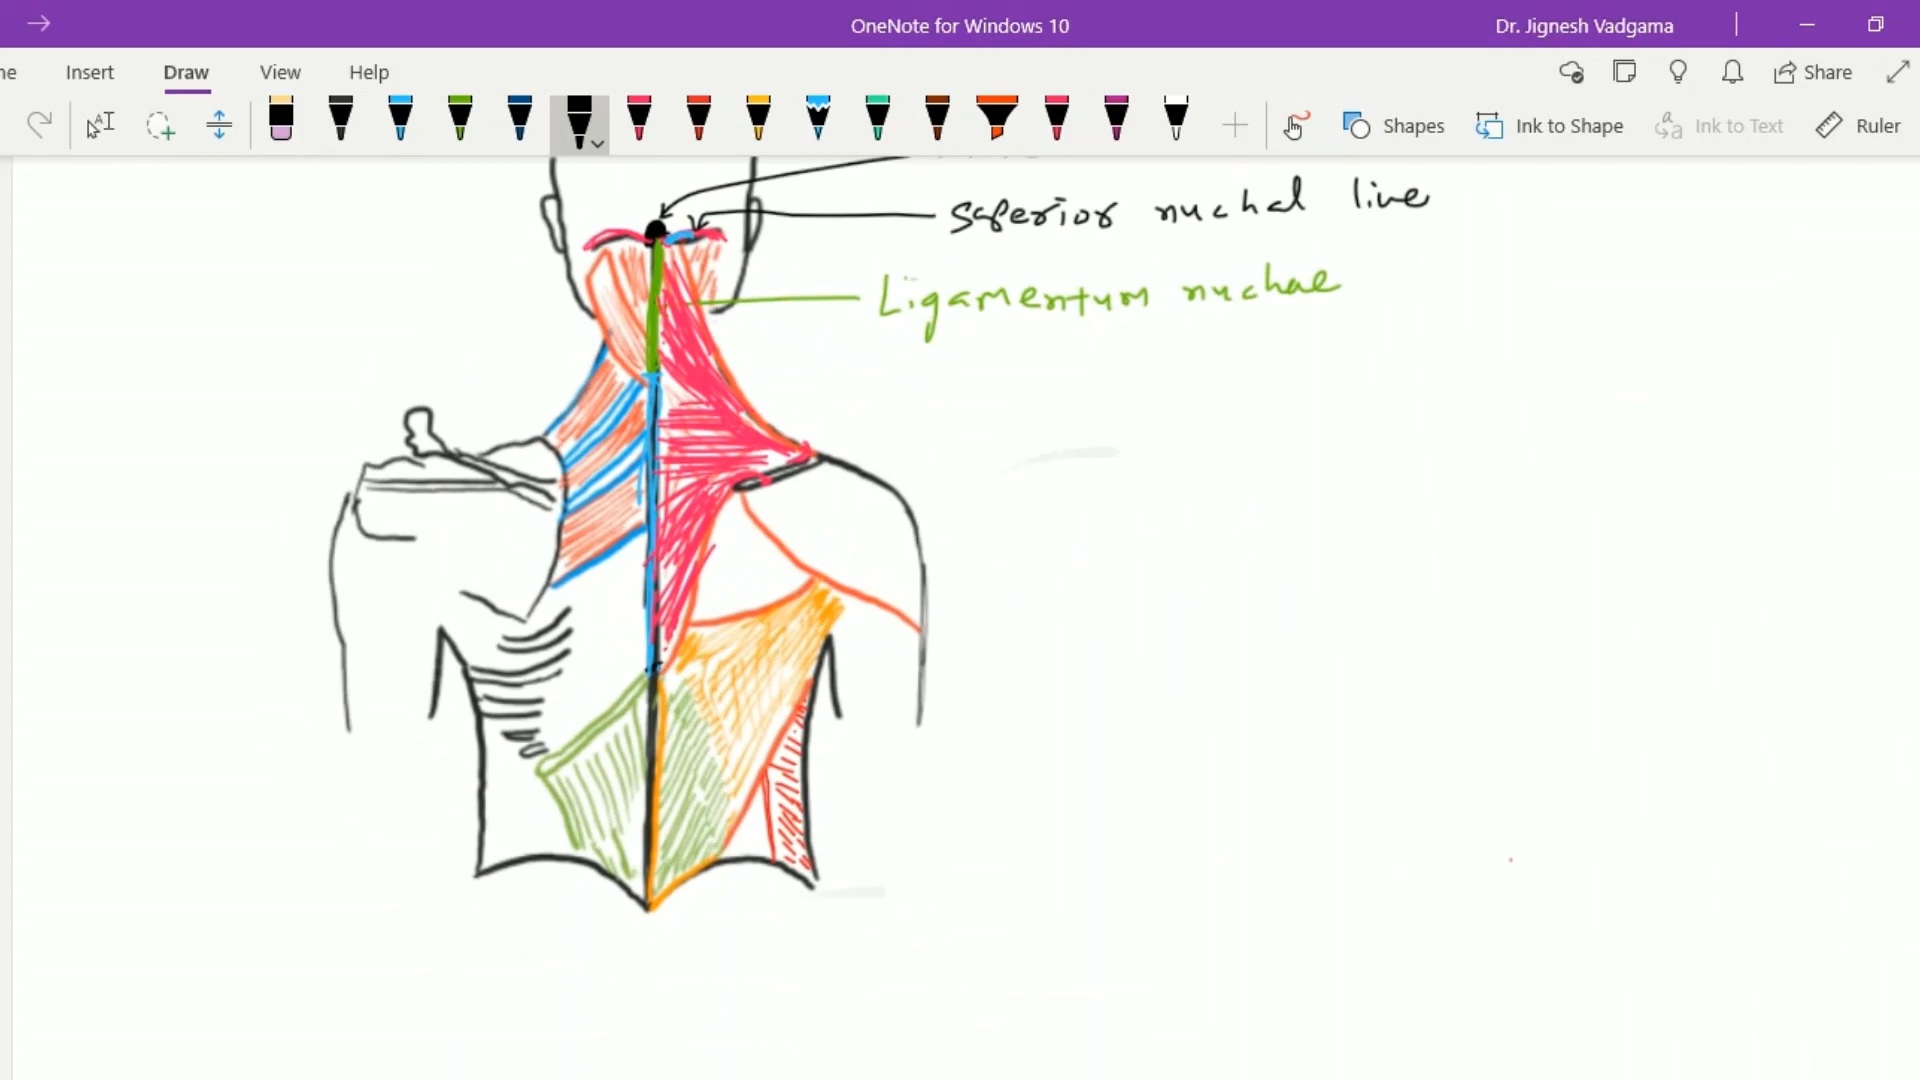 OneNote for Windows 10 Dr. Jignesh Vadgama
ne Insert Draw View Help Share
Shapes Ink to Shape Ink to Text Ruler
Superior nuchal line
Ligamentum nuchae